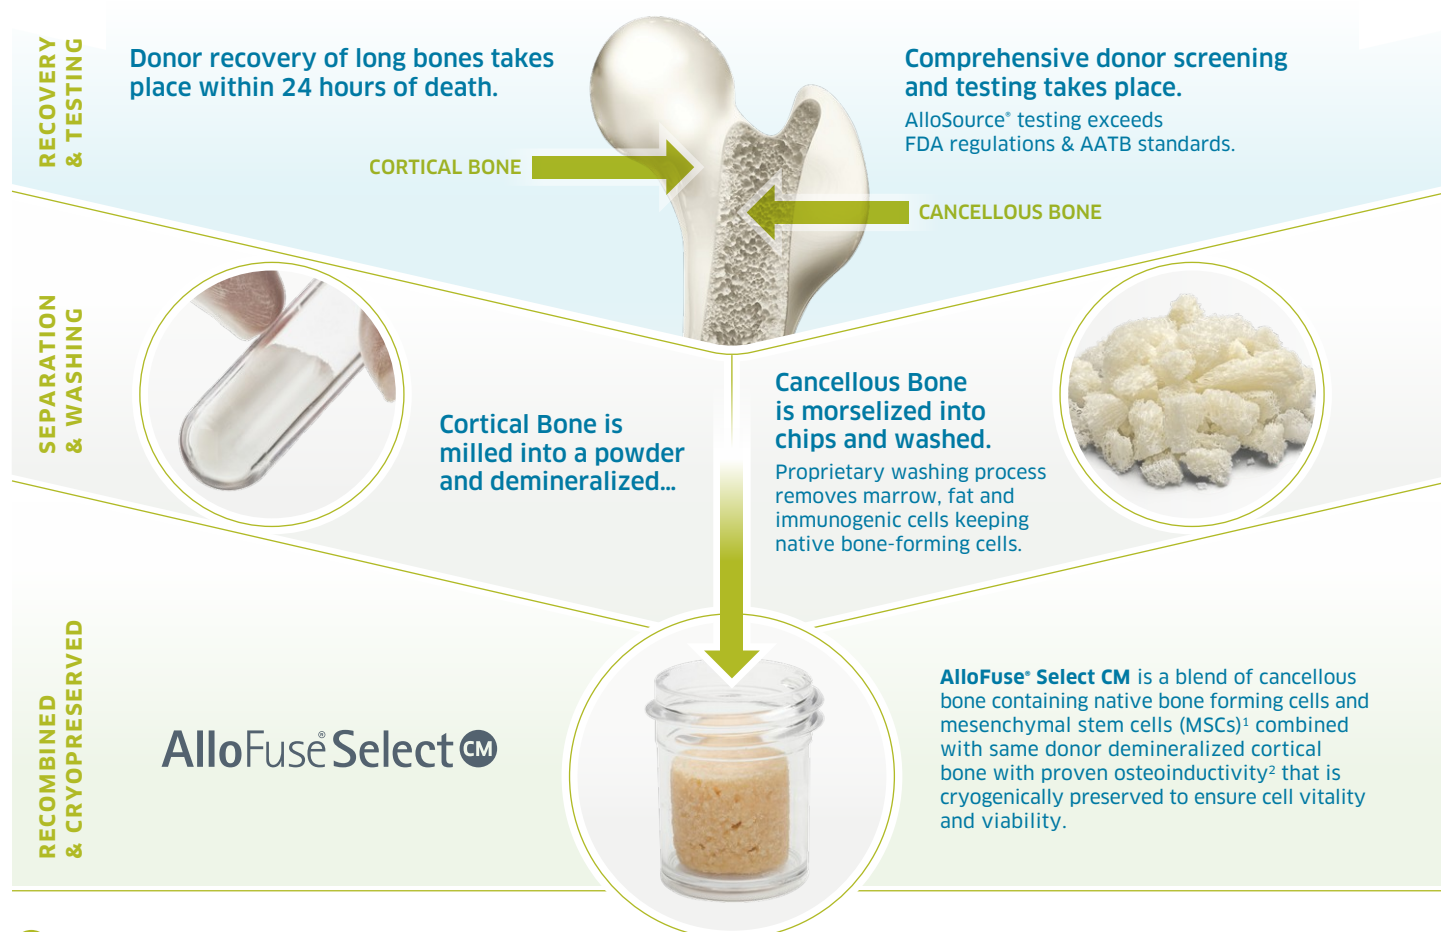 RECOVERY
& TESTING
Donor recovery of long bones takes
place within 24 hours of death.
Comprehensive donor screening
and testing takes place.
AlloSource® testing exceeds
FDA regulations & AATB standards.
CORTICAL BONE
CANCELLOUS BONE
SEPARATION
& WASHING
Cortical Bone is
milled into a powder
and demineralized...
Cancellous Bone
is morselized into
chips and washed.
Proprietary washing process
removes marrow, fat and
immunogenic cells keeping
native bone-forming cells.
RECOMBINED
& CRYOPRESERVED
AlloFuse® Select CM
AlloFuse® Select CM is a blend of cancellous
bone containing native bone forming cells and
mesenchymal stem cells (MSCs)¹ combined
with same donor demineralized cortical
bone with proven osteoinductivity² that is
cryogenically preserved to ensure cell vitality
and viability.